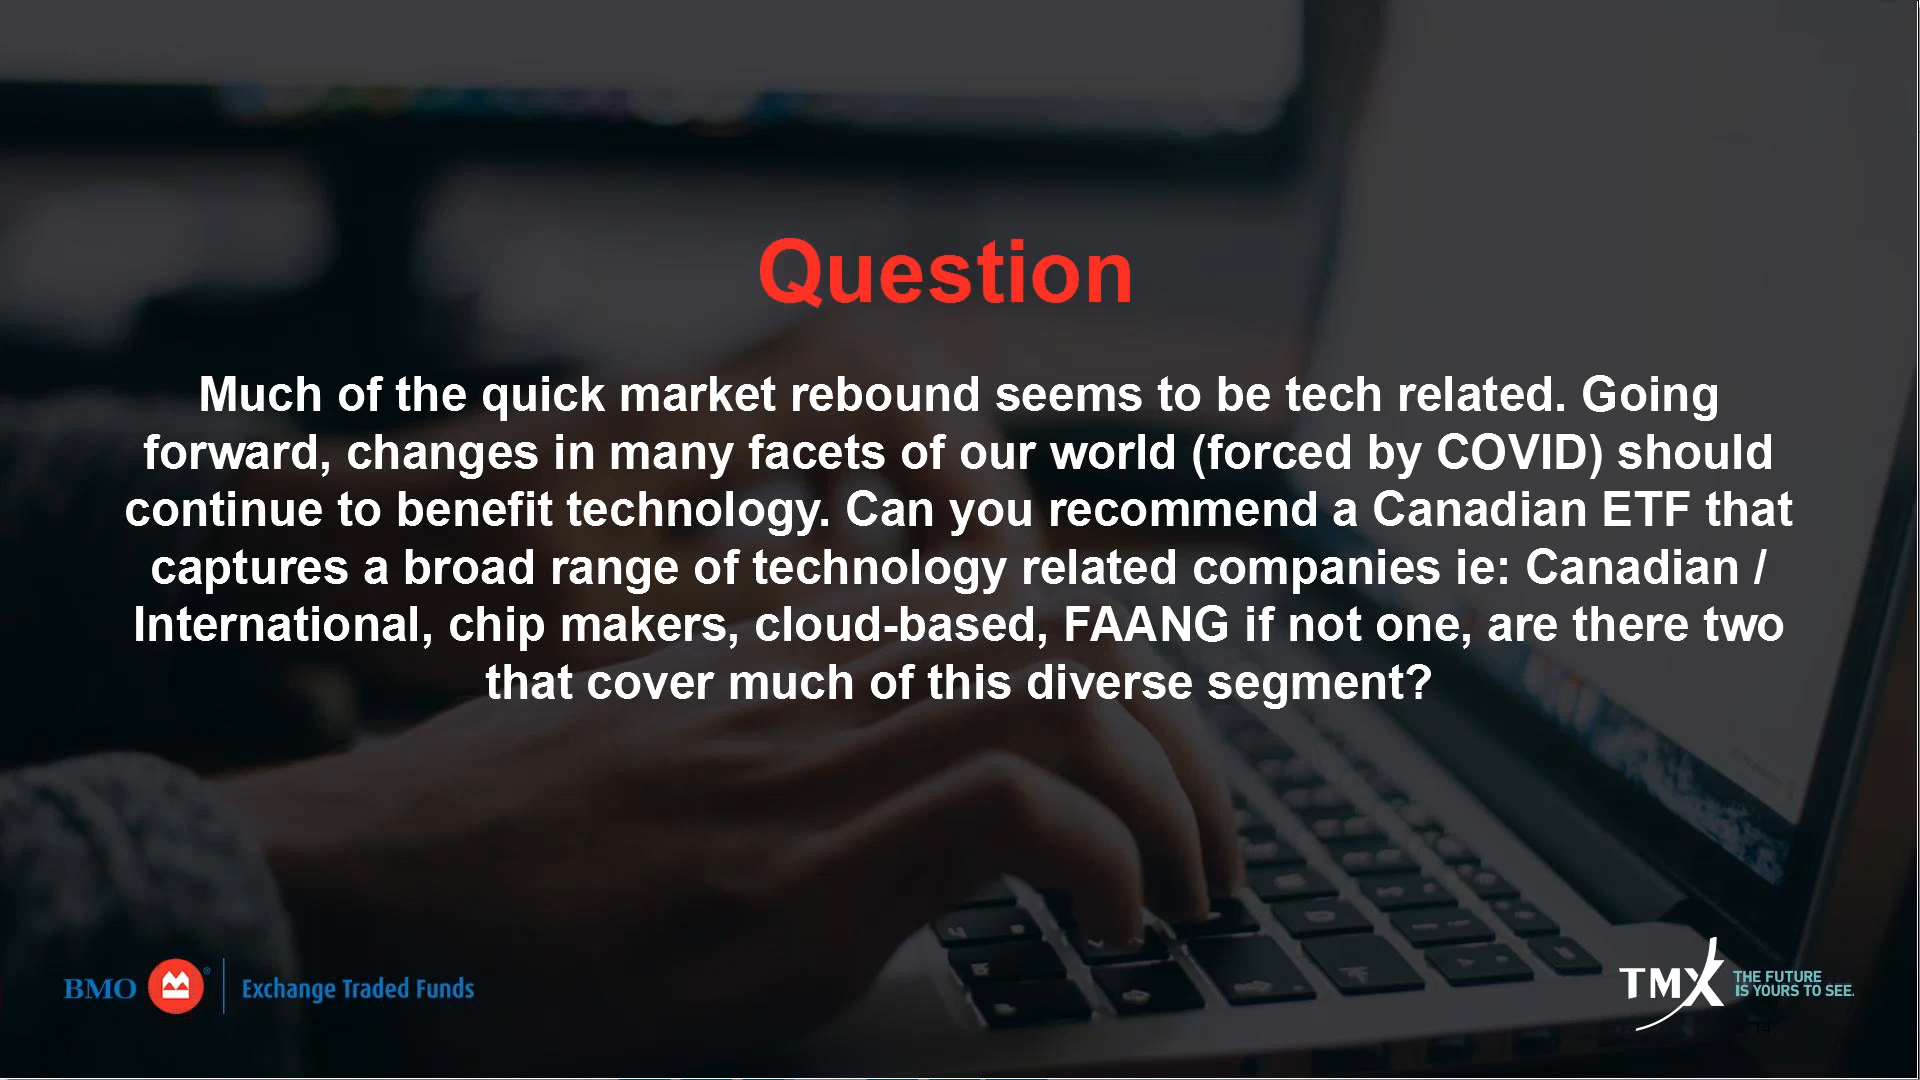 Question
Much of the quick market rebound seems to be tech related. Going
forward, changes in many facets of our world (forced by COVID) should
continue to benefit technology. Can you recommend a Canadian ETF that
captures a broad range of technology related companies ie: Canadian /
International, chip makers, cloud-based, FAANG if not one, are there two
that cover much of this diverse segment?
BMO ® Exchange Traded Funds
TMX THE FUTURE
IS YOURS TO SEE.
14